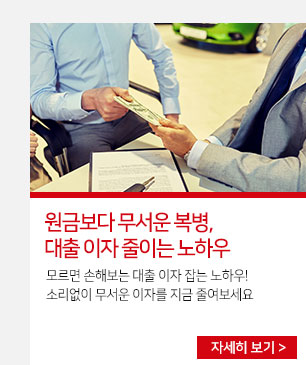 원금보다 무서운 복병,
대출 이자 줄이는 노하우
모르면 손해보는 대출 이자 잡는 노하우!
소리없이 무서운 이자를 지금 줄여보세요
자세히 보기 >